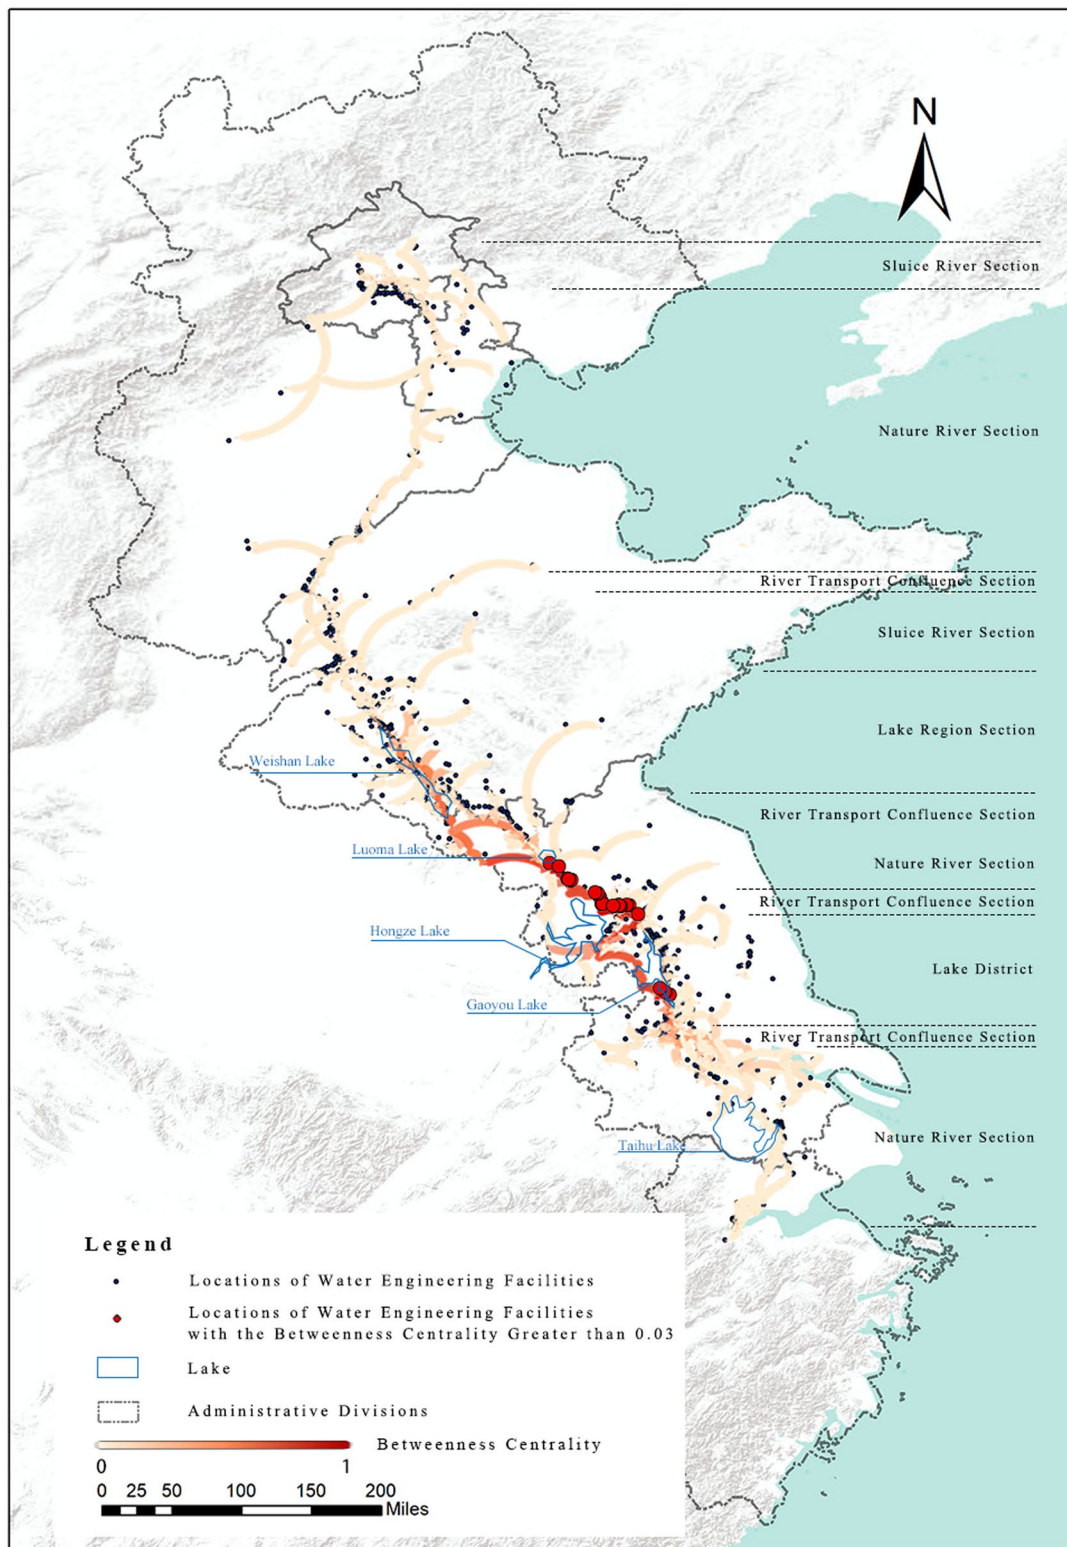 N
Sluice River Section
Nature River Section
River Transport Confluence Section
Sluice River Section
Lake Region Section
Weishan Lake
River Transport Confluence Section
Luoma Lake
Nature River Section
River Transport Confluence Section
Hongze Lake
Lake District
Gaoyou Lake
River Transport Confluence Section
Nature River Section
Taihu Lake
Legend
Locations of Water Engineering Facilities
Locations of Water Engineering Facilities
with the Betweenness Centrality Greater than 0.03
Lake
Administrative Divisions
Betweenness Centrality
0 1
0 25 50 100 150 200
Miles